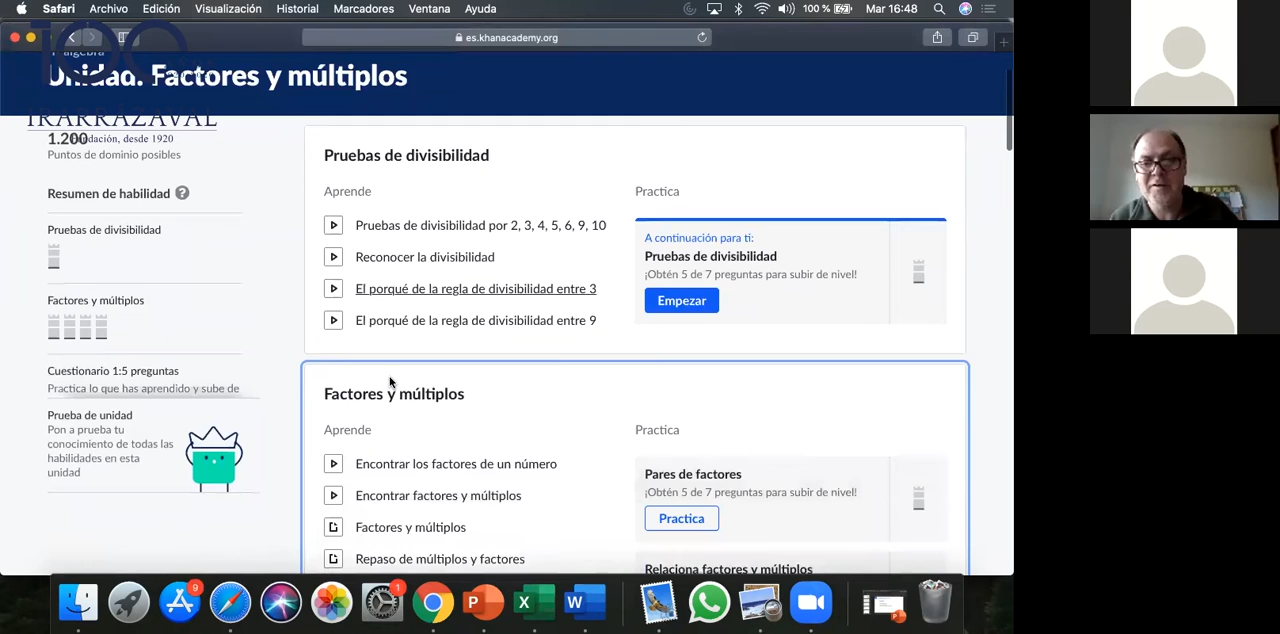 Safari Archivo Edición Visualización Historial Marcadores Ventana Ayuda
100 % Mar 16:48
es.khanacademy.org
álgebra
Unidad: Factores y múltiplos
100
IRARRÁZAVAL
Fundación, desde 1920
1.200
Puntos de dominio posibles
Resumen de habilidad ?
Pruebas de divisibilidad
Factores y múltiplos
Cuestionario 1:5 preguntas
Practica lo que has aprendido y sube de
Prueba de unidad
Pon a prueba tu
conocimiento de todas las
habilidades en esta
unidad
Pruebas de divisibilidad
Aprende
Pruebas de divisibilidad por 2, 3, 4, 5, 6, 9, 10
Reconocer la divisibilidad
El porqué de la regla de divisibilidad entre 3
El porqué de la regla de divisibilidad entre 9
Practica
A continuación para ti:
Pruebas de divisibilidad
¡Obtén 5 de 7 preguntas para subir de nivel!
Empezar
Factores y múltiplos
Aprende
Encontrar los factores de un número
Encontrar factores y múltiplos
Factores y múltiplos
Repaso de múltiplos y factores
Practica
Pares de factores
¡Obtén 5 de 7 preguntas para subir de nivel!
Practica
Relaciona factores y múltiplos
9
1
P
X
W